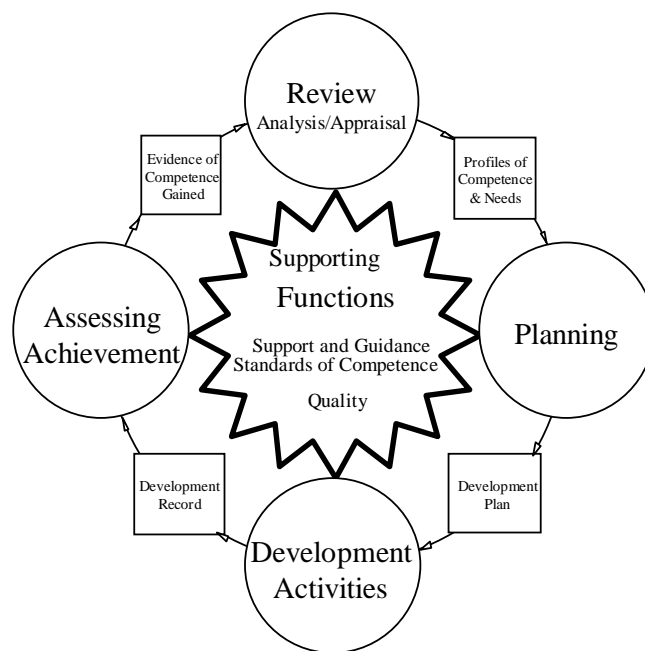 Review
Analysis/Appraisal
Evidence of
Competence
Gained
Profiles of
Competence
& Needs
Supporting
Functions
Support and Guidance
Standards of Competence
Quality
Assessing
Achievement
Planning
Development
Record
Development
Plan
Development
Activities